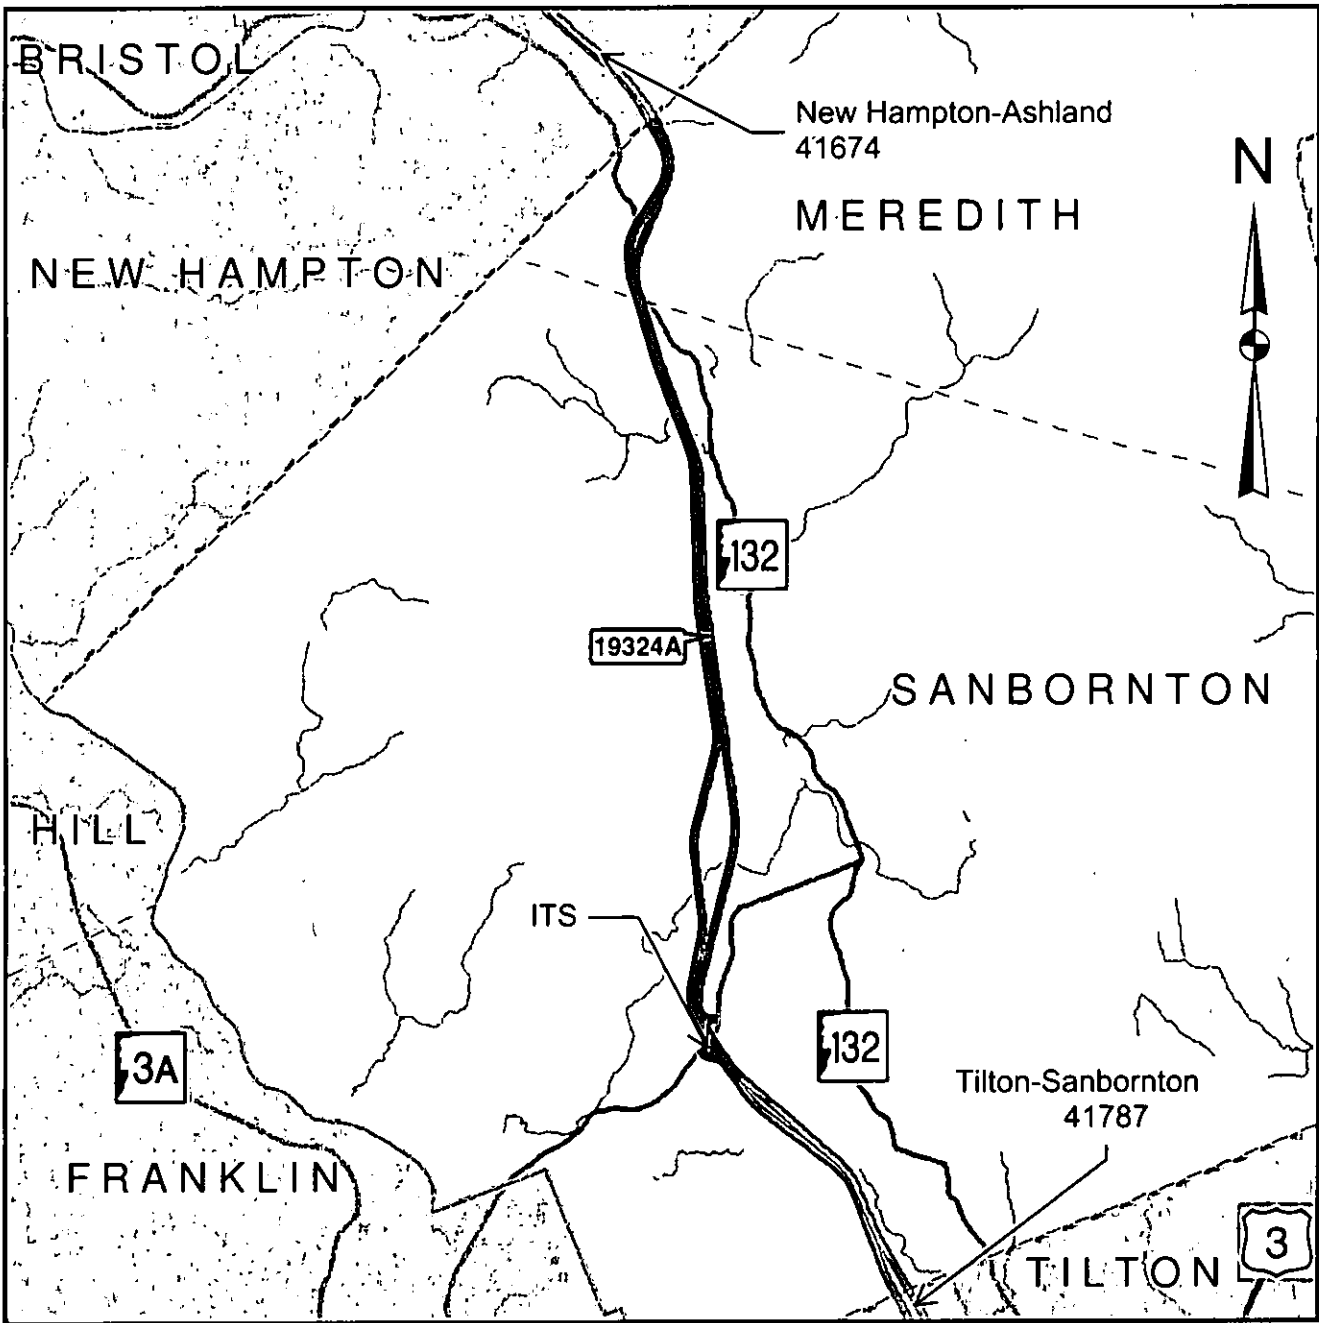 BRISTOL
New Hampton-Ashland
41674
N
MEREDITH
NEW HAMPTON
132
19324A
SANBORNTON
HILL
ITS
132
3A
Tilton-Sanbornton
41787
FRANKLIN
TILTON
3